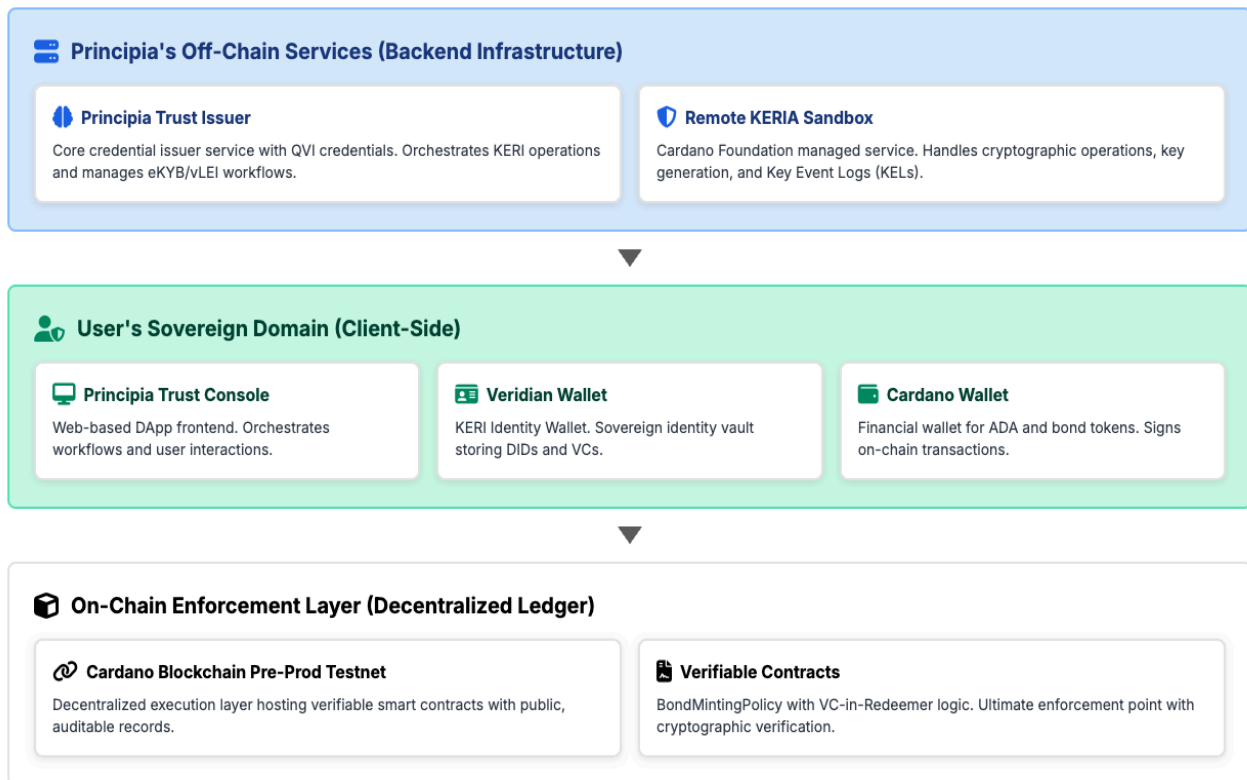 Principia's Off-Chain Services (Backend Infrastructure)
Principia Trust Issuer
Core credential issuer service with QVI credentials. Orchestrates KERI operations
and manages eKYB/vLEI workflows.
Remote KERIA Sandbox
Cardano Foundation managed service. Handles cryptographic operations, key
generation, and Key Event Logs (KELs).
User's Sovereign Domain (Client-Side)
Principia Trust Console
Web-based DApp frontend. Orchestrates
workflows and user interactions.
Veridian Wallet
KERI Identity Wallet. Sovereign identity vault
storing DIDs and VCs.
Cardano Wallet
Financial wallet for ADA and bond tokens. Signs
on-chain transactions.
On-Chain Enforcement Layer (Decentralized Ledger)
Cardano Blockchain Pre-Prod Testnet
Decentralized execution layer hosting verifiable smart contracts with public,
auditable records.
Verifiable Contracts
BondMintingPolicy with VC-in-Redeemer logic. Ultimate enforcement point with
cryptographic verification.